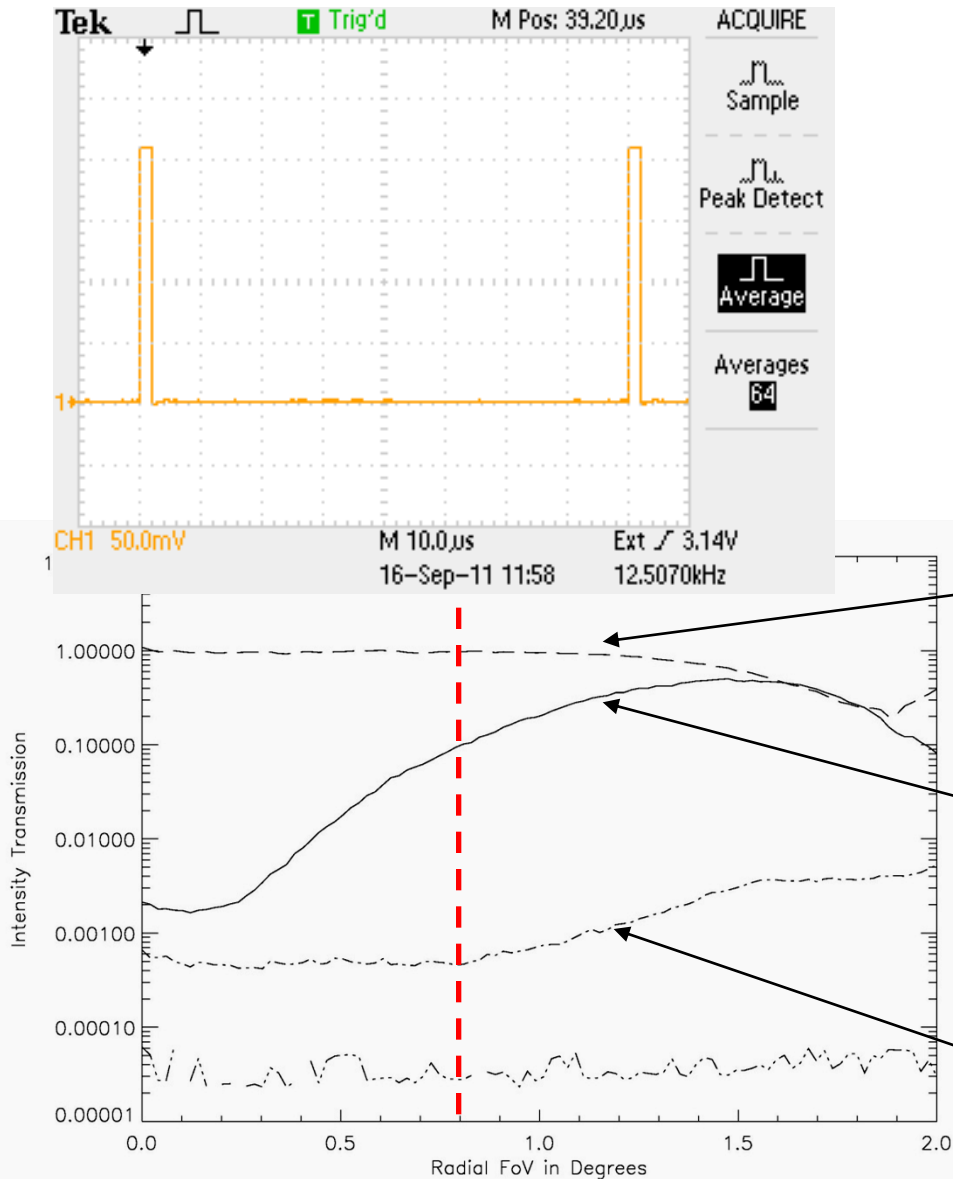 Tek T Trig'd M Pos: 39.20µs ACQUIRE
Sample
Peak Detect
Average
Averages
64
1
CH1 50.0mV M 10.0µs Ext 3.14V
16-Sep-11 11:58 12.5070kHz
1
1.00000
0.10000
0.01000
0.00100
0.00010
0.00001
Intensity Transmission
0.0 0.5 1.0 1.5 2.0
Radial FoV in Degrees